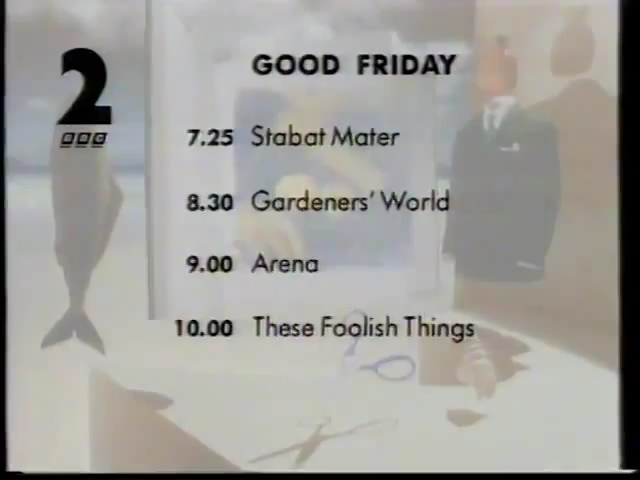 2
BBC
GOOD FRIDAY
7.25 Stabat Mater
8.30 Gardeners' World
9.00 Arena
10.00 These Foolish Things